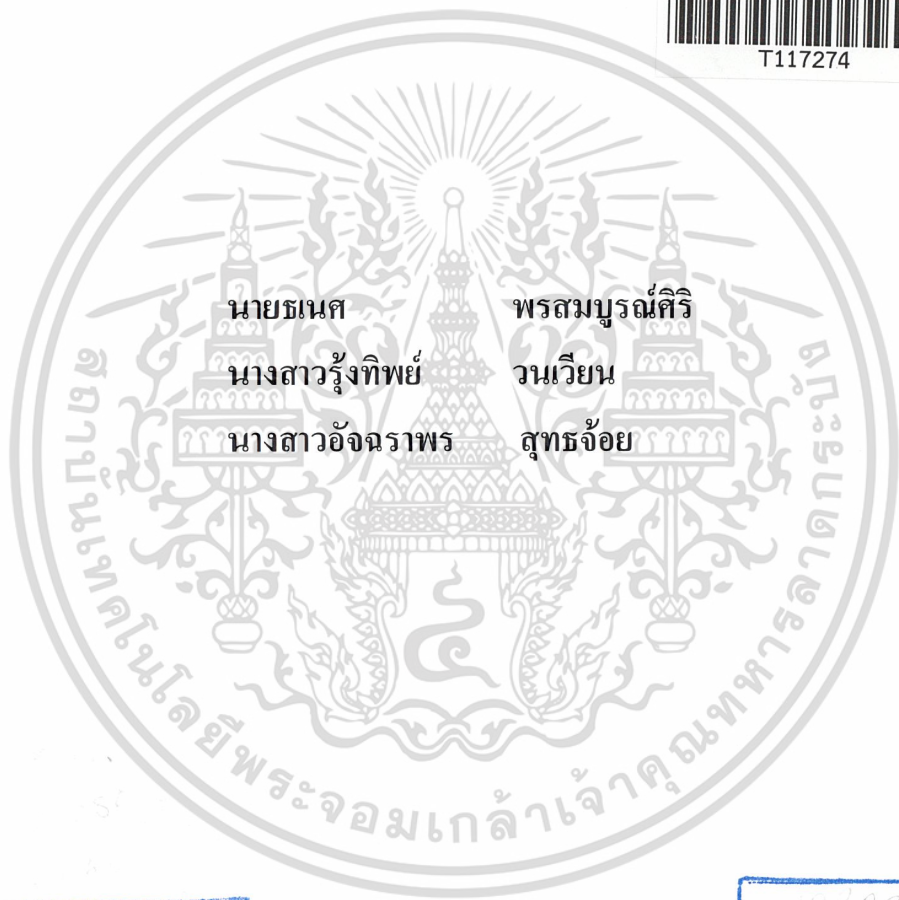 T117274
นายธเนศ พรสมบูรณ์ศิริ
นางสาวรุ้งทิพย์ วนเวียน
นางสาวอัจฉราพร สุทธจ้อย
สถาบันเทคโนโลยีพระจอมเกล้าเจ้าคุณทหารลาดกระบัง